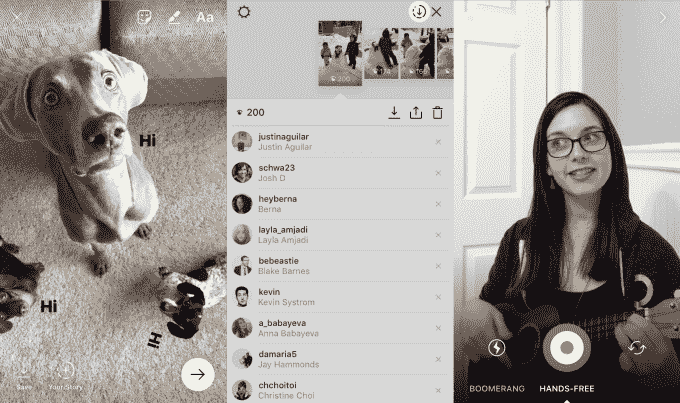 Aa
Hi
Hi
Hi
Save
Your Story
200
200
justinaguilar
Justin Aguilar
schwa23
Josh D
heyberna
Berna
layla_amjadi
Layla Amjadi
bebeastie
Blake Barnes
kevin
Kevin Systrom
a_babayeva
Anna Babayeva
damaria5
Jay Hammonds
chchoitoi
Christine Choi
BOOMERANG
HANDS-FREE